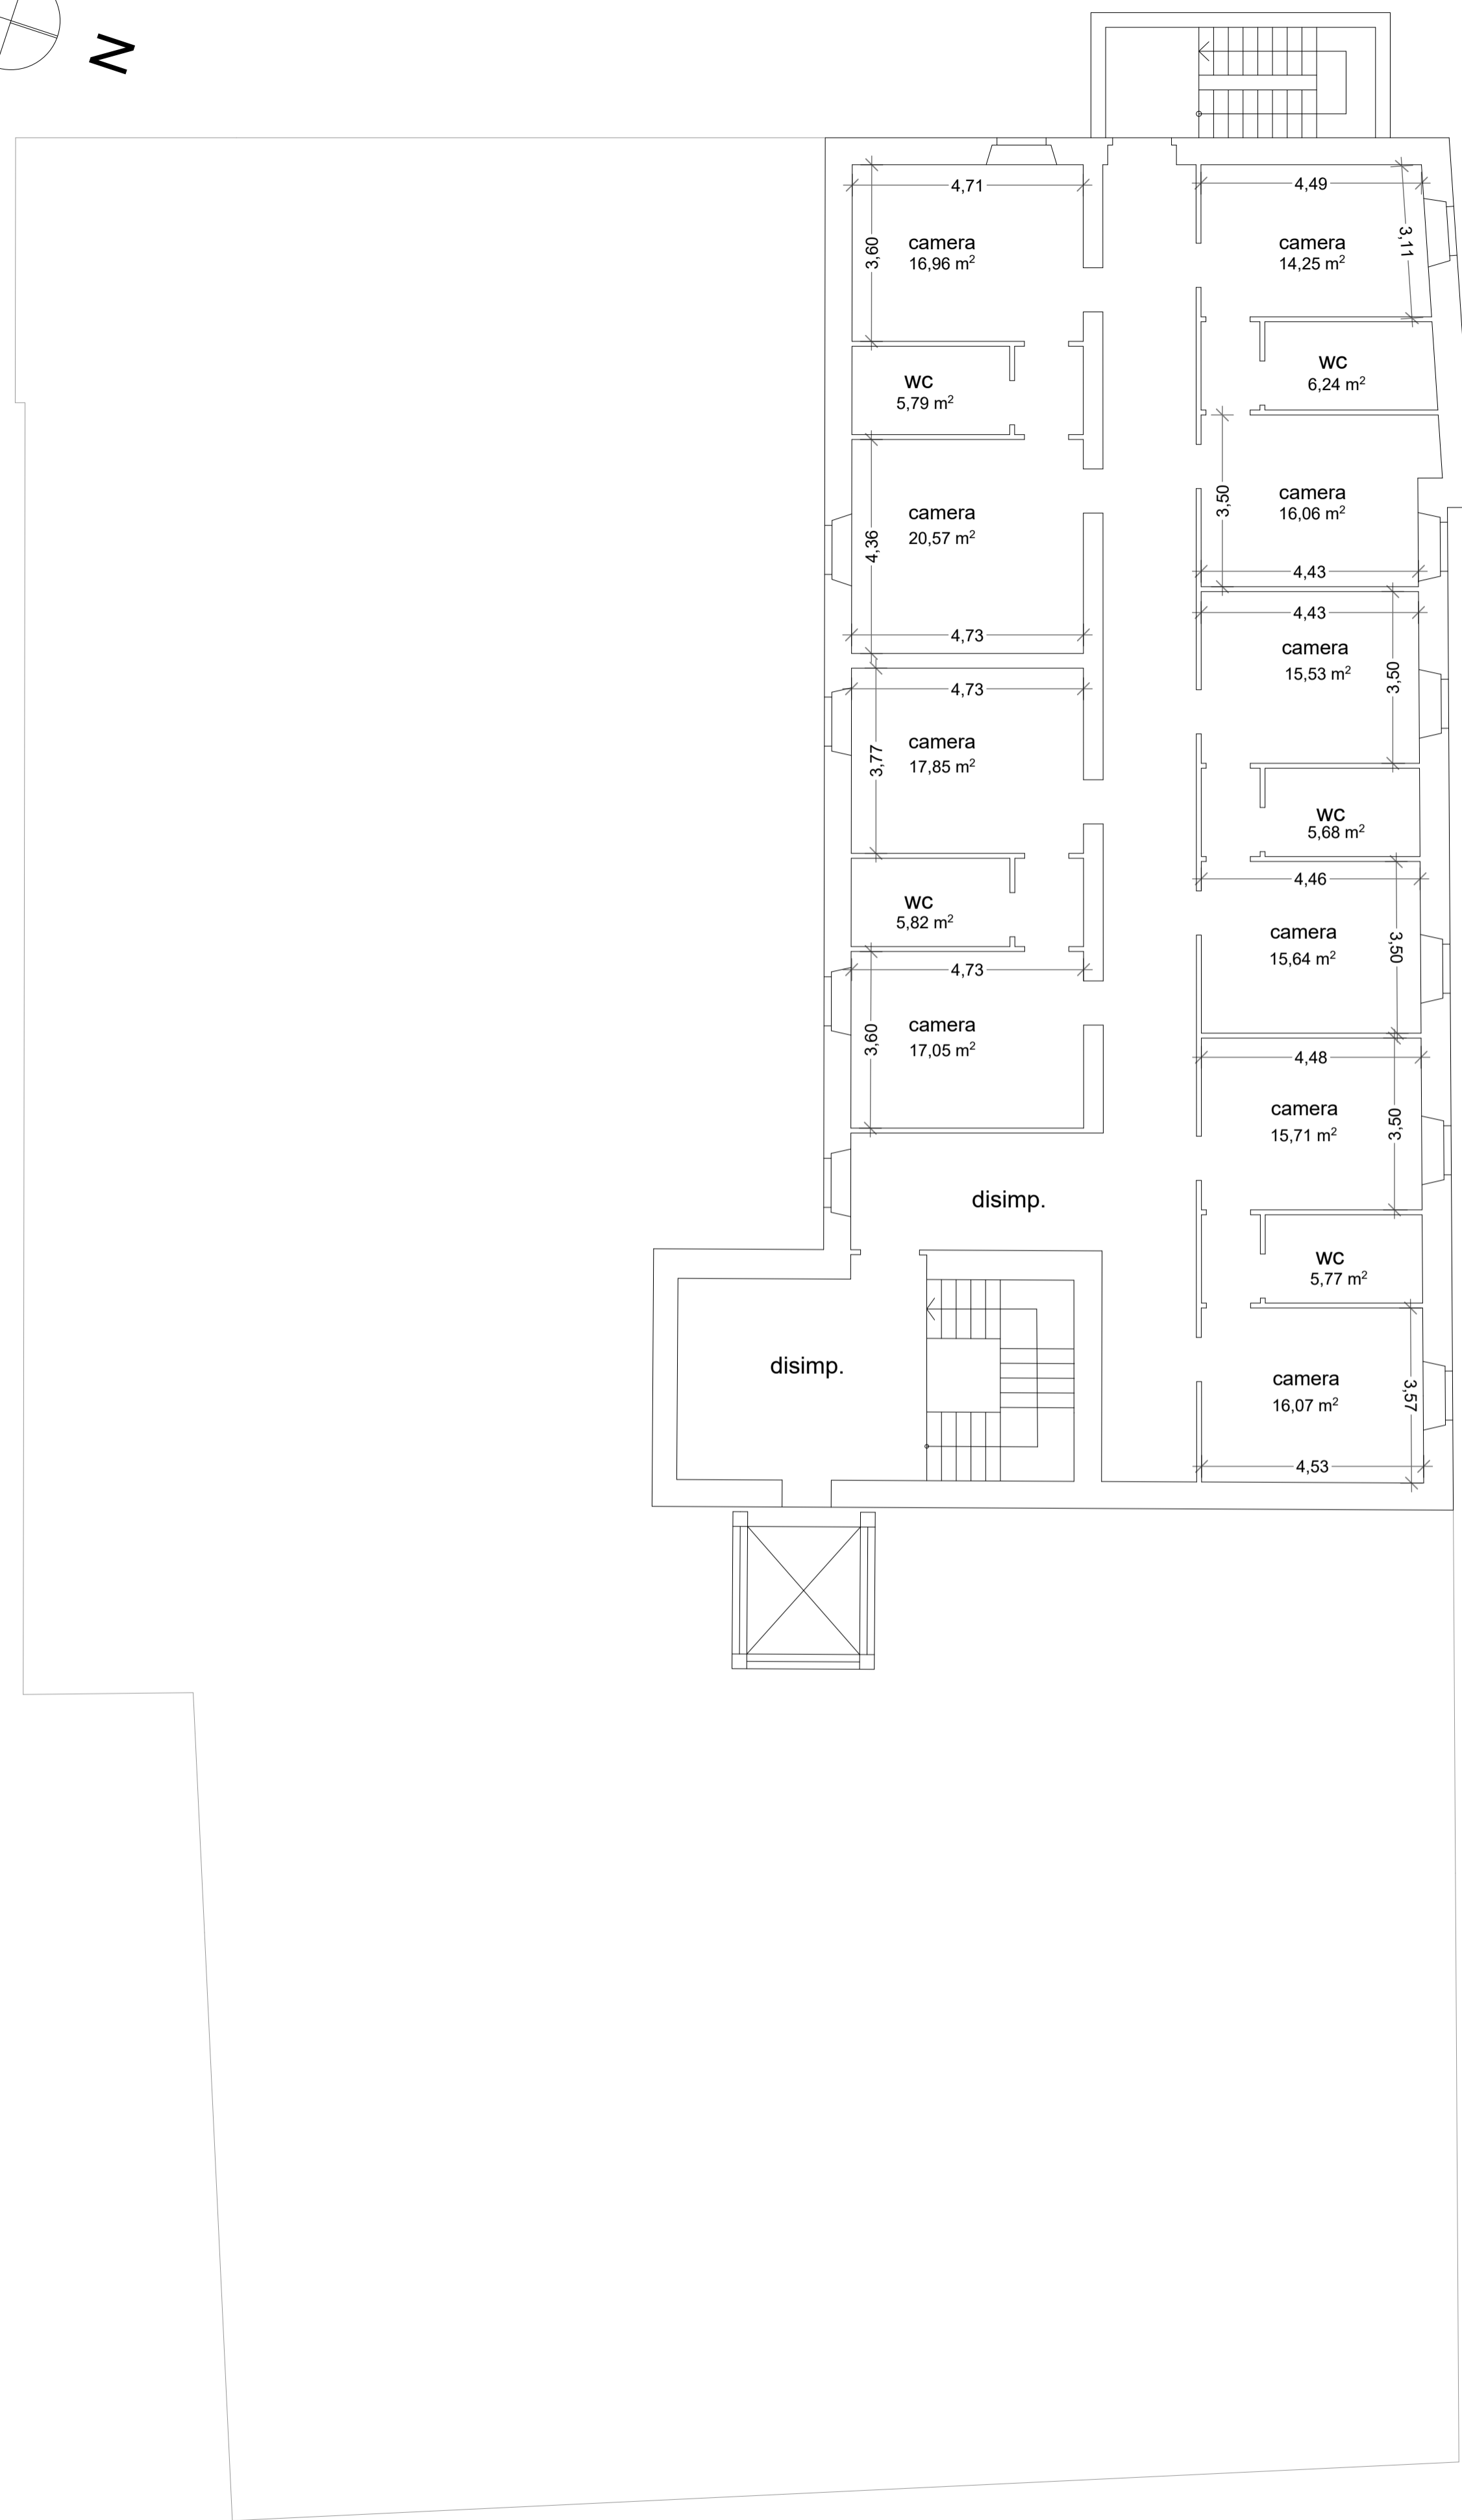 N
4,71
3,60
camera
16,96 m²
4,49
3,11
camera
14,25 m²
wc
5,79 m²
wc
6,24 m²
4,36
camera
20,57 m²
4,73
3,50
camera
16,06 m²
4,43
4,43
camera
15,53 m²
3,50
4,73
camera
17,85 m²
3,77
wc
5,82 m²
wc
5,68 m²
4,73
camera
17,05 m²
3,60
4,46
camera
15,64 m²
3,50
4,48
camera
15,71 m²
3,50
disimp.
disimp.
wc
5,77 m²
camera
16,07 m²
3,57
4,53